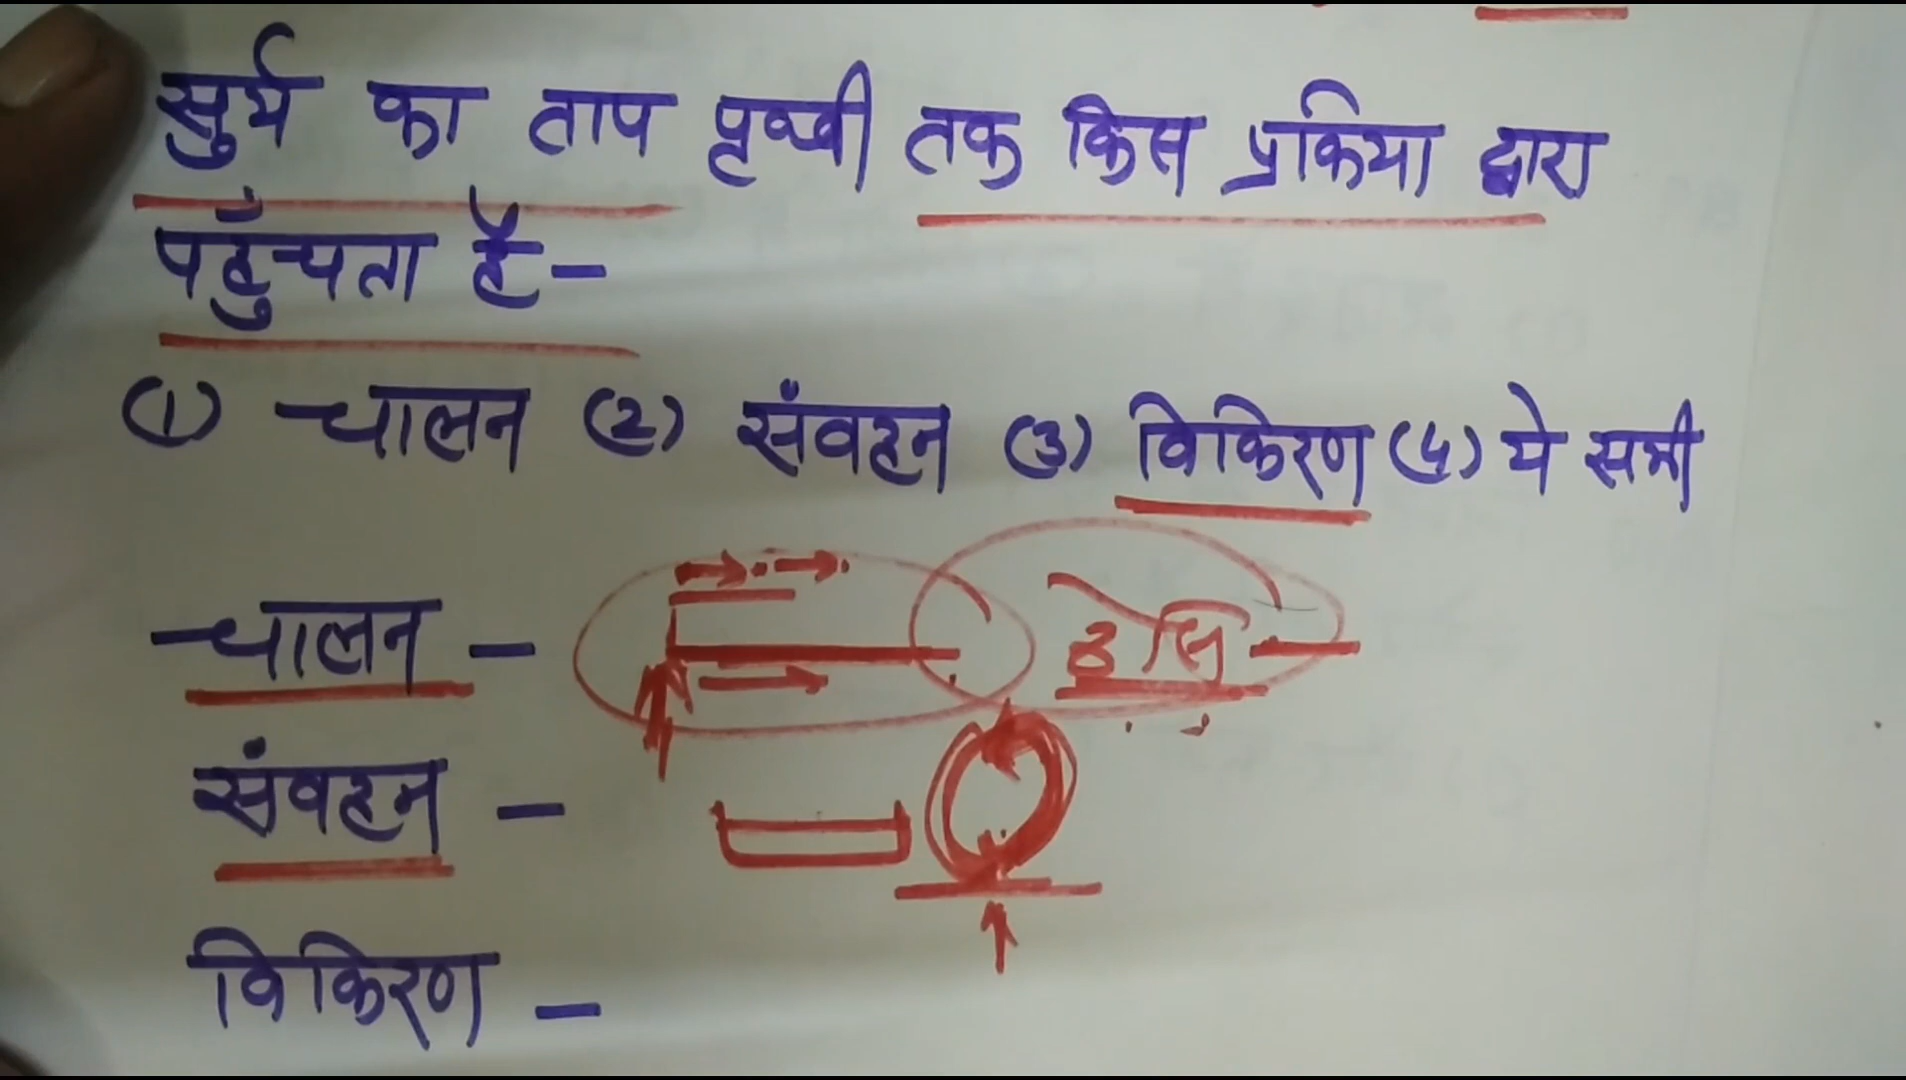 सुर्य का ताप पृथ्वी तक किस प्रकिया द्वारा
पहुँचता है-
(1) चालन (2) संवहन (3) विकिरण (4) ये सभी
चालन -
संवहन -
विकिरण -